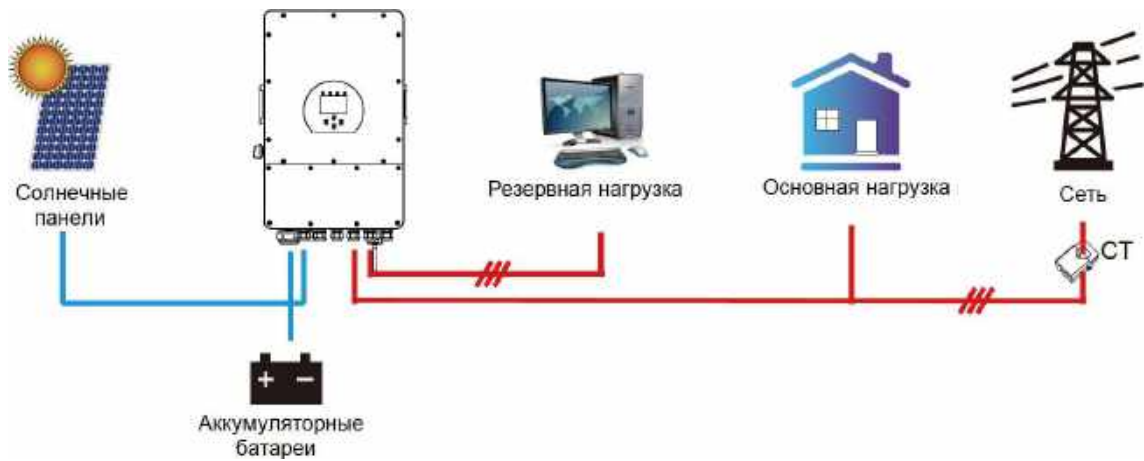 Солнечные
панели
Резервная нагрузка
Основная нагрузка
Сеть
CT
Аккумуляторные
батареи